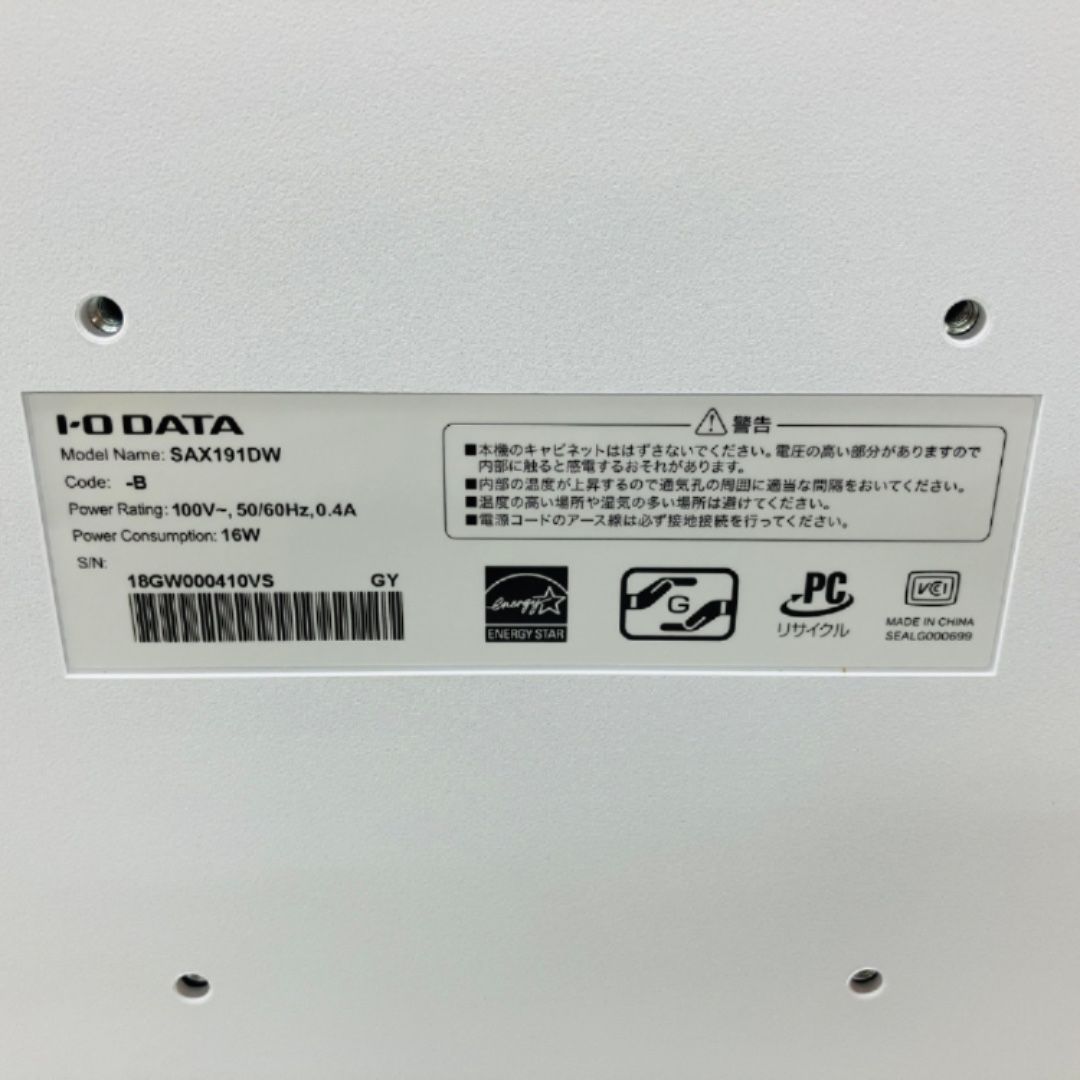 I-O DATA
Model Name: SAX191DW
Code: -B
Power Rating: 100V~, 50/60Hz, 0.4A
Power Consumption: 16W
S/N:
18GW000410VS GY
⚠ 警告
■本機のキャビネットははずさないでください。電圧の高い部分がありますので
内部に触ると感電するおそれがあります。
■内部の温度が上昇するので通気孔の周囲に適当な間隔をおいてください。
■温度の高い場所や湿気の多い場所は避けてください。
■電源コードのアース線は必ず接地接続を行ってください。
energy
ENERGY STAR
G
PC
リサイクル
VCCI
MADE IN CHINA
SEALG000699